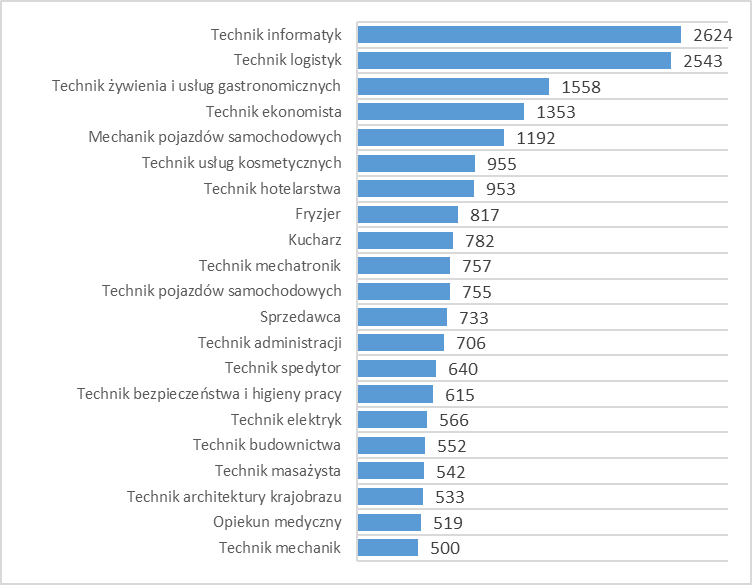 Technik informatyk 2624
Technik logistyk 2543
Technik żywienia i usług gastronomicznych 1558
Technik ekonomista 1353
Mechanik pojazdów samochodowych 1192
Technik usług kosmetycznych 955
Technik hotelarstwa 953
Fryzjer 817
Kucharz 782
Technik mechatronik 757
Technik pojazdów samochodowych 755
Sprzedawca 733
Technik administracji 706
Technik spedytor 640
Technik bezpieczeństwa i higieny pracy 615
Technik elektryk 566
Technik budownictwa 552
Technik masażysta 542
Technik architektury krajobrazu 533
Opiekun medyczny 519
Technik mechanik 500